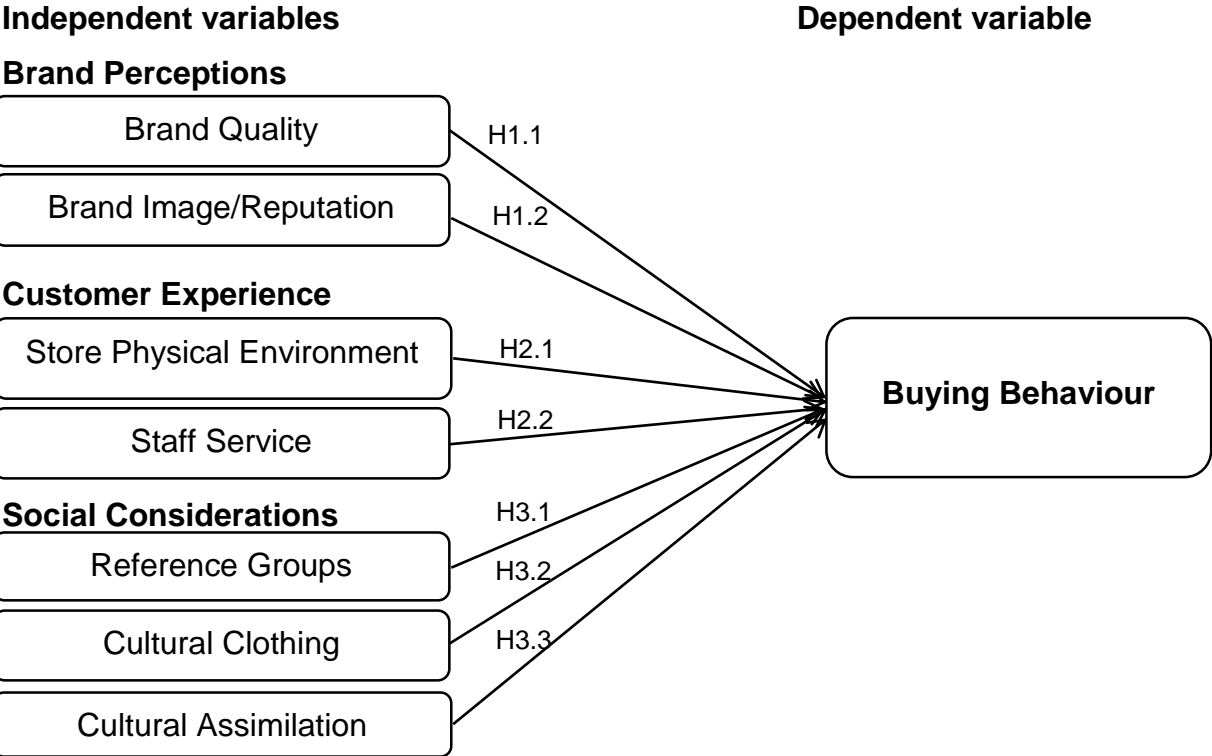 Independent variables
Dependent variable
Brand Perceptions
Brand Quality
H1.1
Brand Image/Reputation
H1.2
Customer Experience
Store Physical Environment
H2.1
Buying Behaviour
Staff Service
H2.2
Social Considerations
H3.1
Reference Groups
H3.2
Cultural Clothing
H3.3
Cultural Assimilation